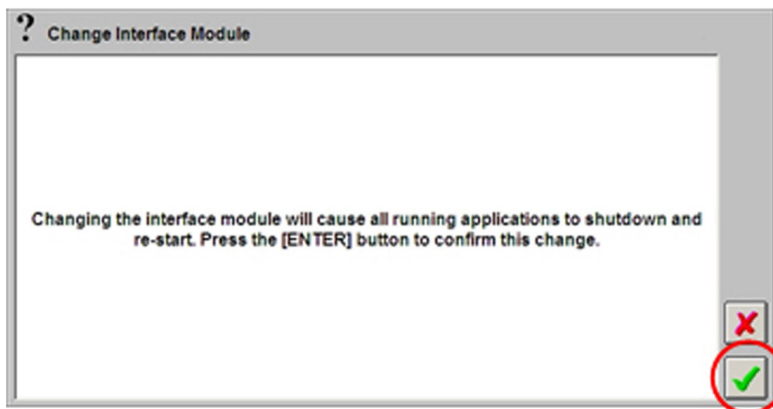 ? Change Interface Module
Changing the interface module will cause all running applications to shutdown and
re-start. Press the [ENTER] button to confirm this change.